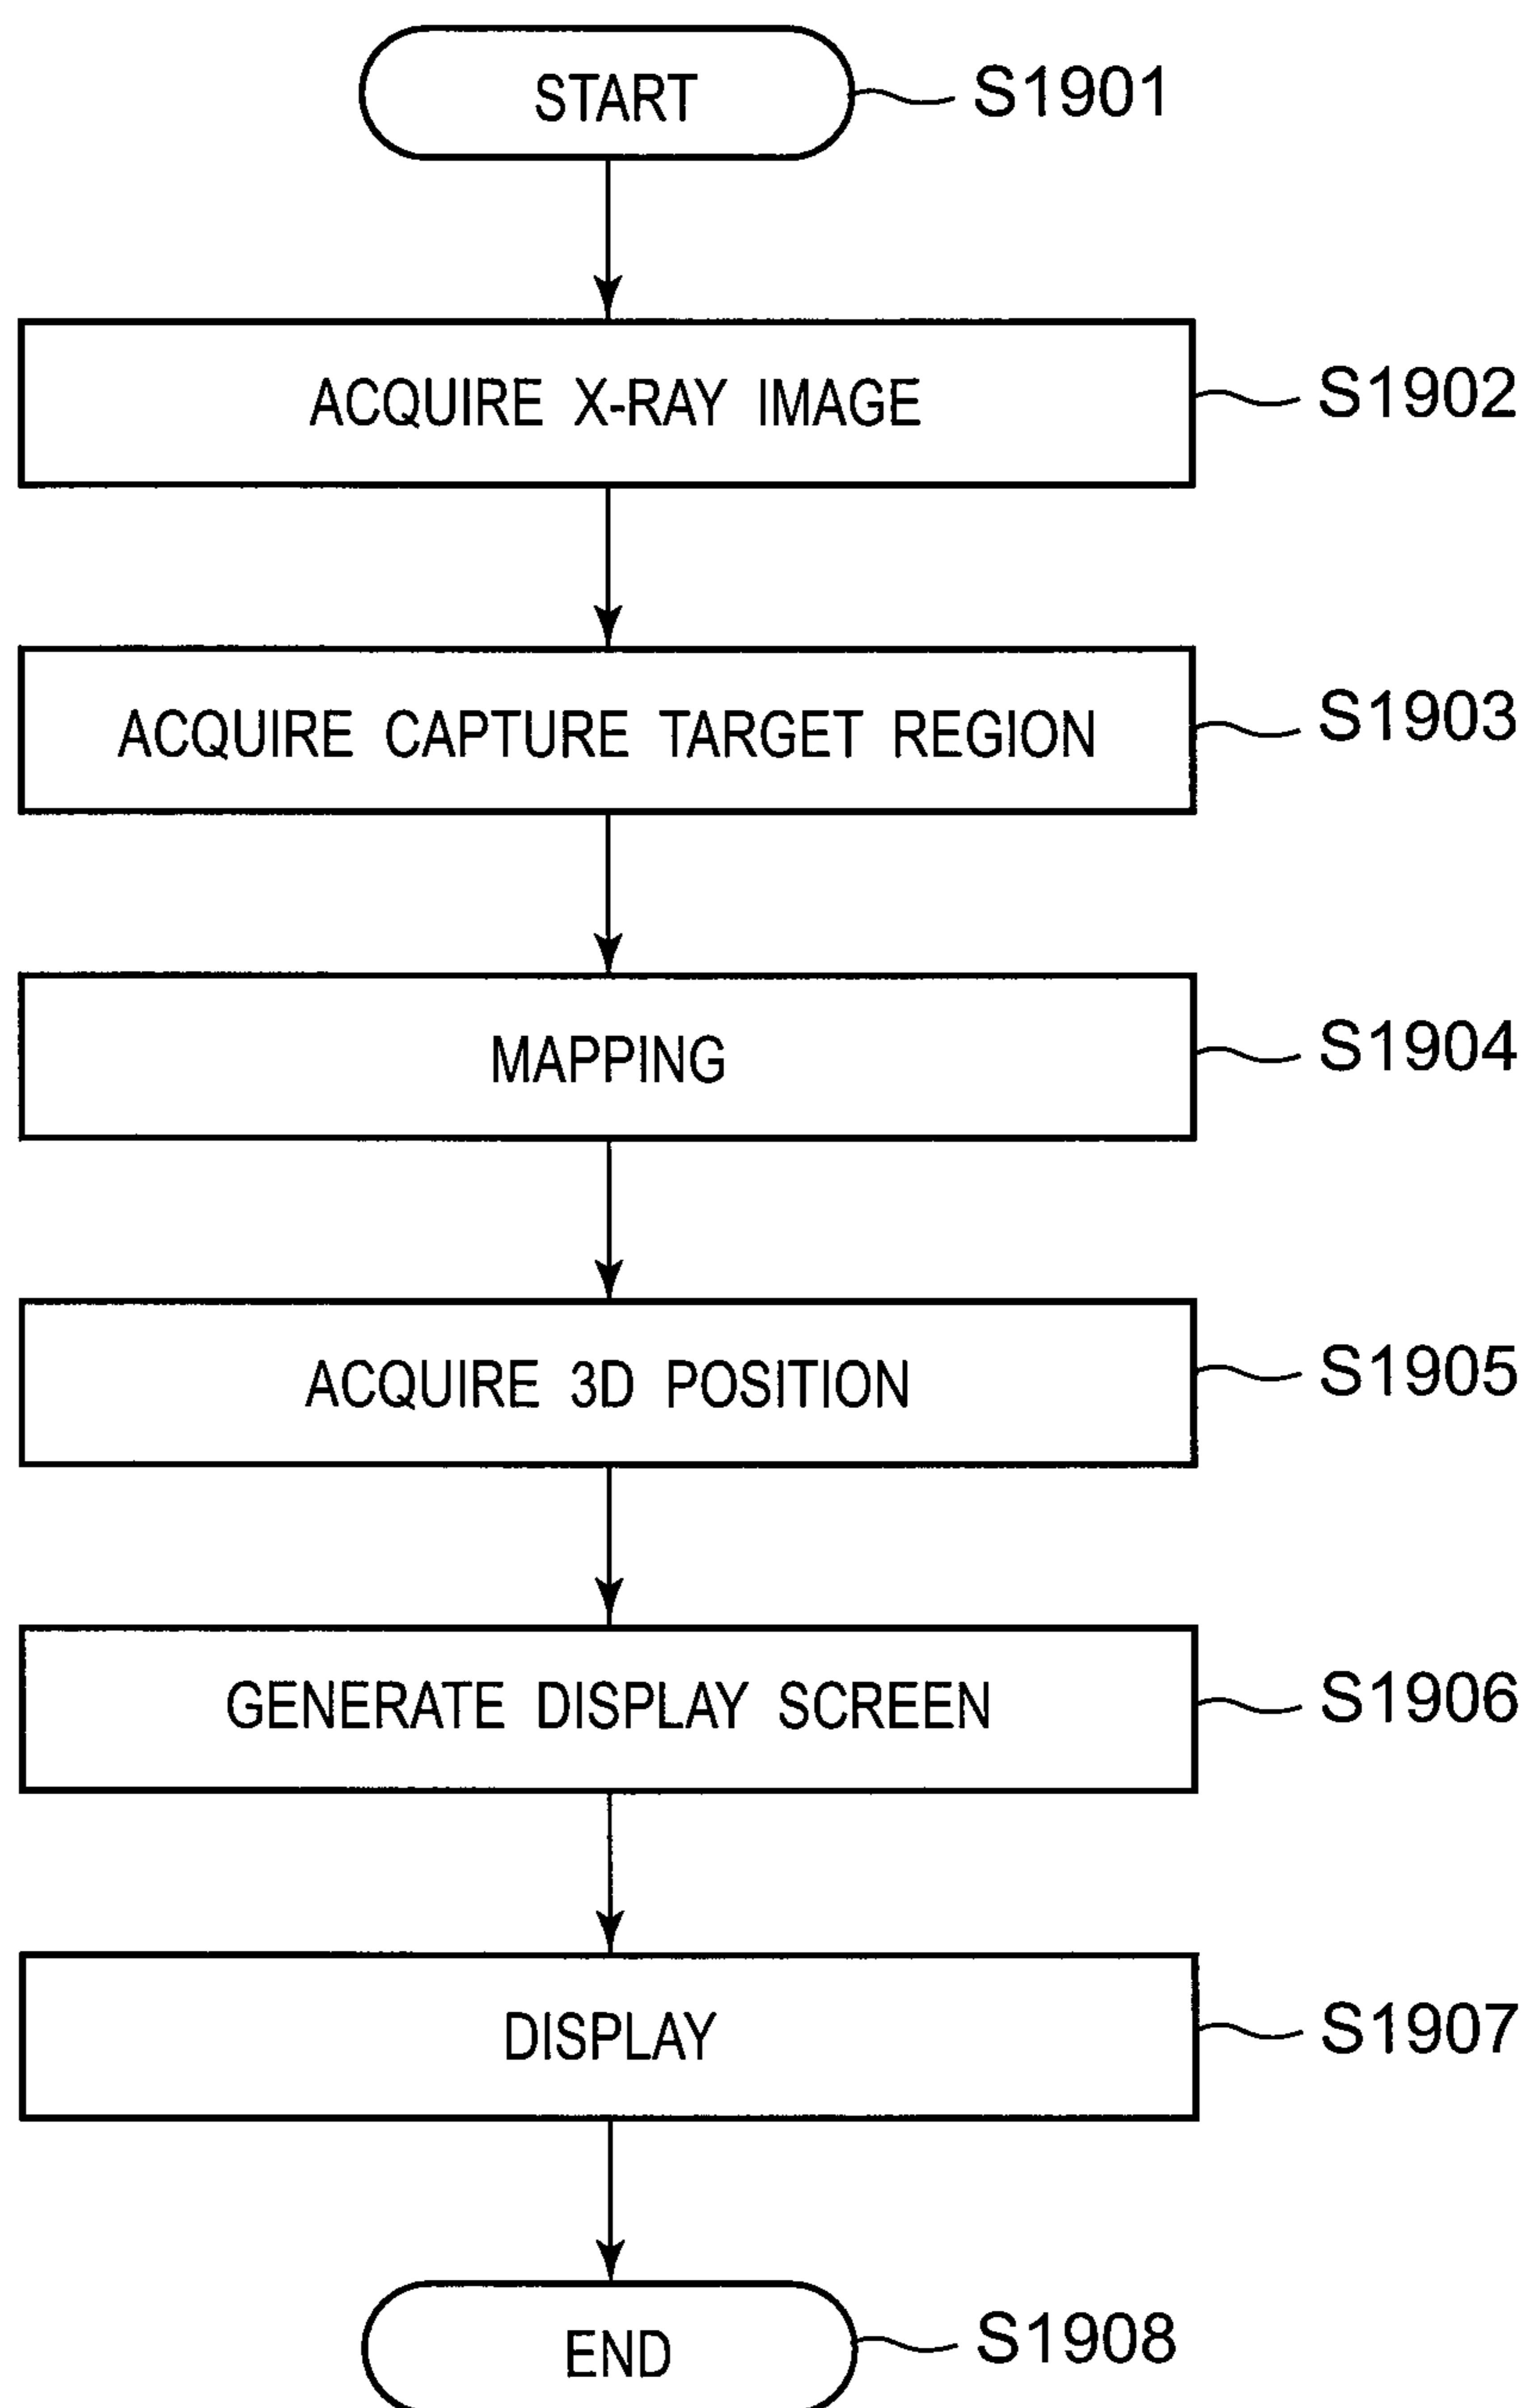 START S1901
ACQUIRE X-RAY IMAGE S1902
ACQUIRE CAPTURE TARGET REGION S1903
MAPPING S1904
ACQUIRE 3D POSITION S1905
GENERATE DISPLAY SCREEN S1906
DISPLAY S1907
END S1908